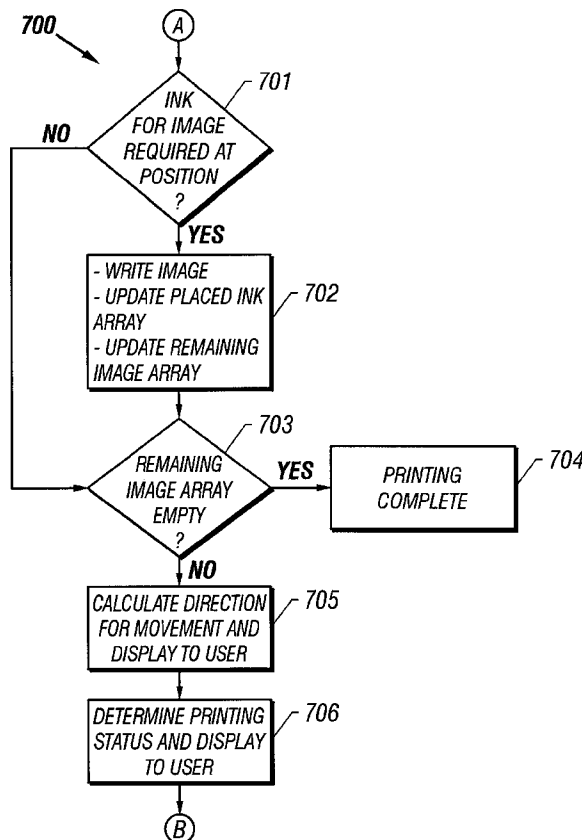 700
A
701
INK
FOR IMAGE
REQUIRED AT
POSITION
?
NO
YES
- WRITE IMAGE
- UPDATE PLACED INK
ARRAY
- UPDATE REMAINING
IMAGE ARRAY
702
703
REMAINING
IMAGE ARRAY
EMPTY
?
YES
PRINTING
COMPLETE
704
NO
CALCULATE DIRECTION
FOR MOVEMENT AND
DISPLAY TO USER
705
DETERMINE PRINTING
STATUS AND DISPLAY
TO USER
706
B